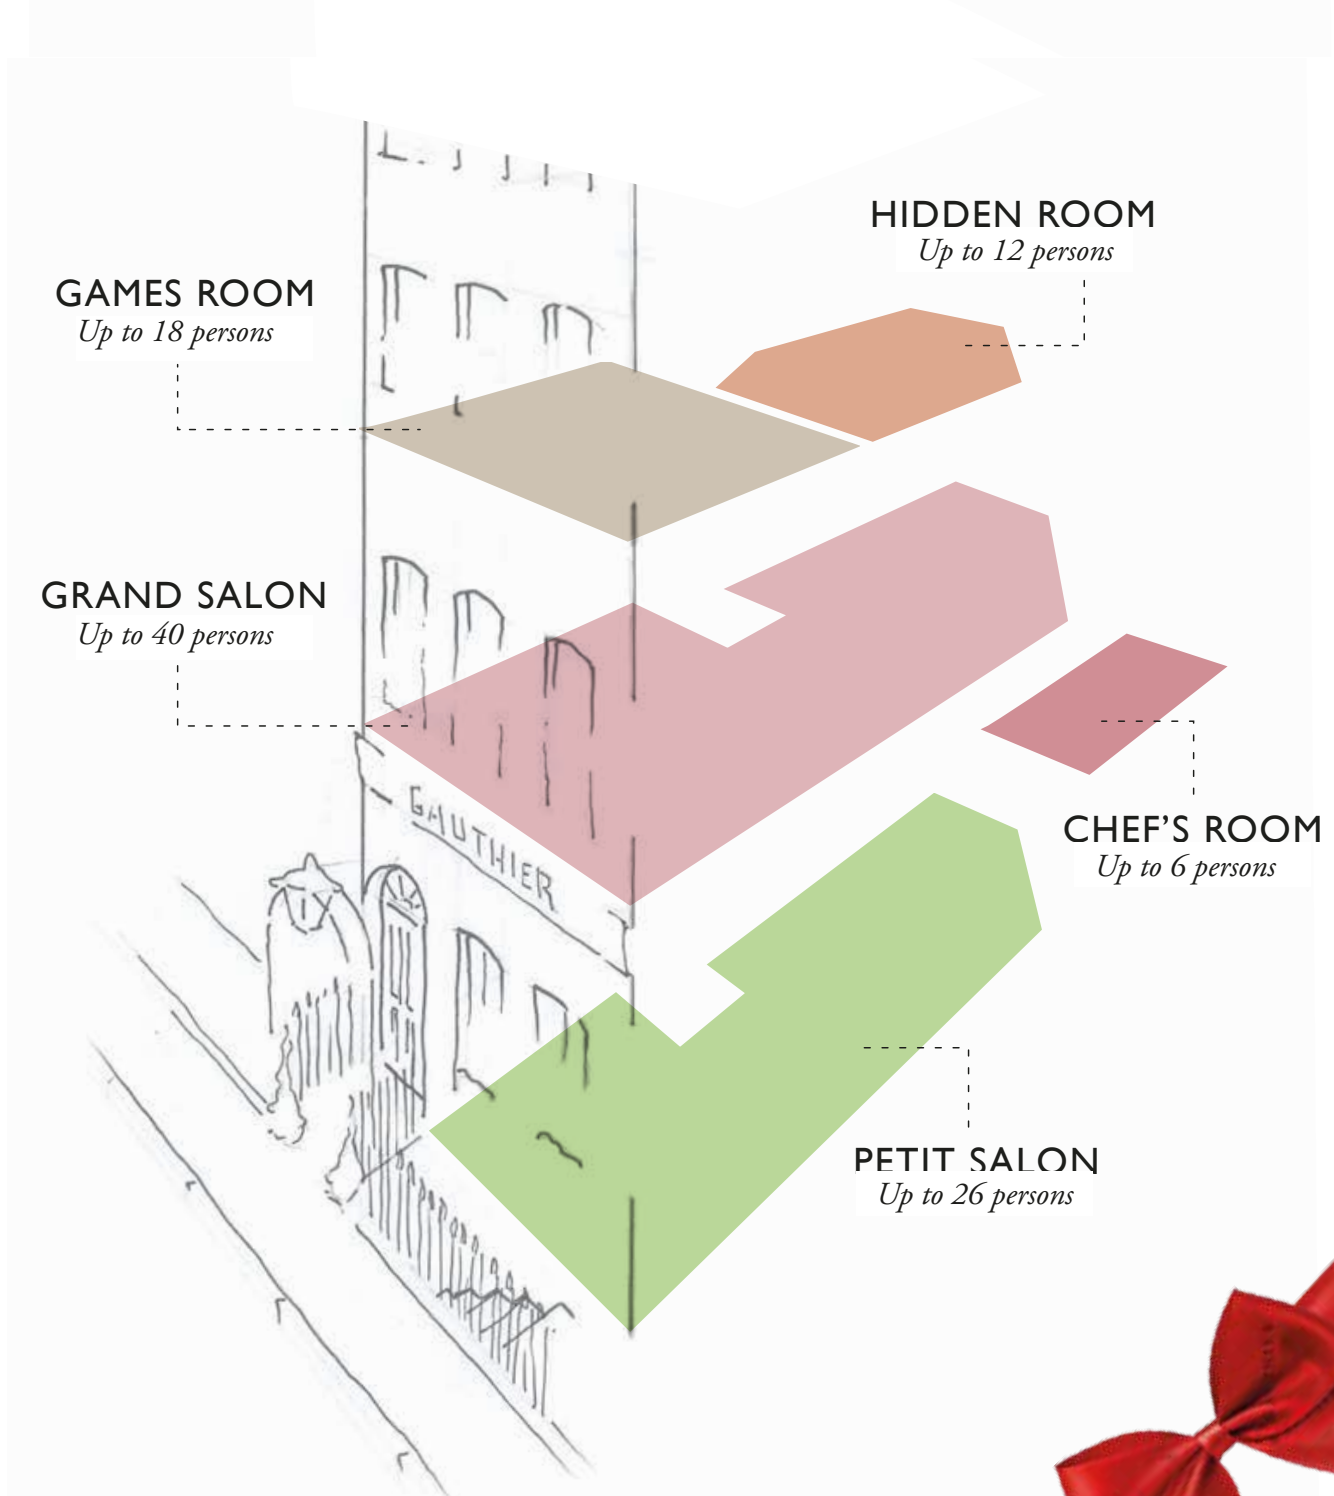 HIDDEN ROOM
Up to 12 persons
GAMES ROOM
Up to 18 persons
GRAND SALON
Up to 40 persons
GAUTHIER
CHEF'S ROOM
Up to 6 persons
PETIT SALON
Up to 26 persons